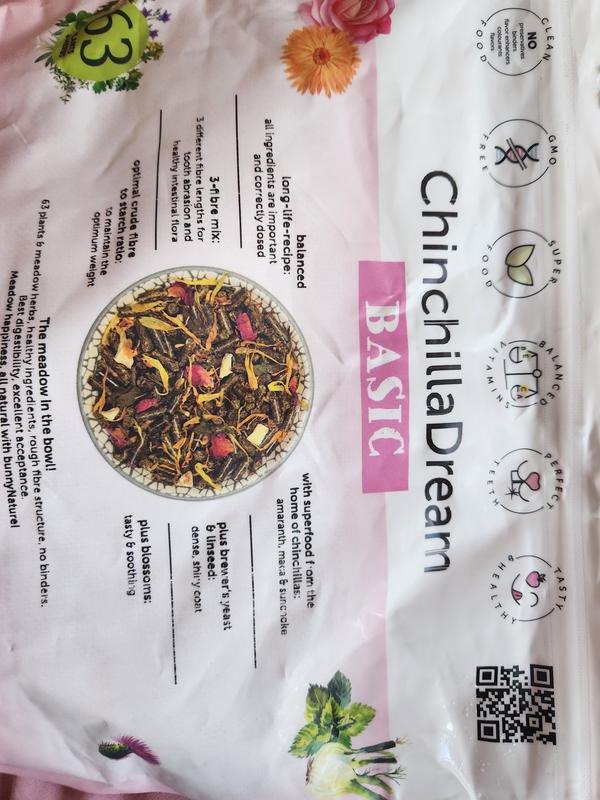 CLEAN FOOD
NO
preservatives
binders
flavor enhancers
colourants
flavors
GMO FREE
SUPER FOOD
BALANCED VITAMINS
PERFECT TEETH
TASTY & HEALTHY
ChinchillaDream
BASIC
balanced
long-life-recipe:
all ingredients are important
and correctly dosed
3-fibre mix:
3 different fibre lengths for
tooth abrasion and
healthy intestinal flora
optimal crude fibre
to starch ratio:
to maintain the
optimum weight
with superfood from the
home of chinchillas:
amaranth, maca & sunchoke
plus brewer's yeast
& linseed:
dense, shiny coat
plus blossoms:
tasty & soothing
63
The meadow in the bowl!
63 plants & meadow herbs, healthy ingredients, rough fibre structure, no binders.
Best digestibility, excellent acceptance.
Meadow happiness, all natural with bunnyNature!